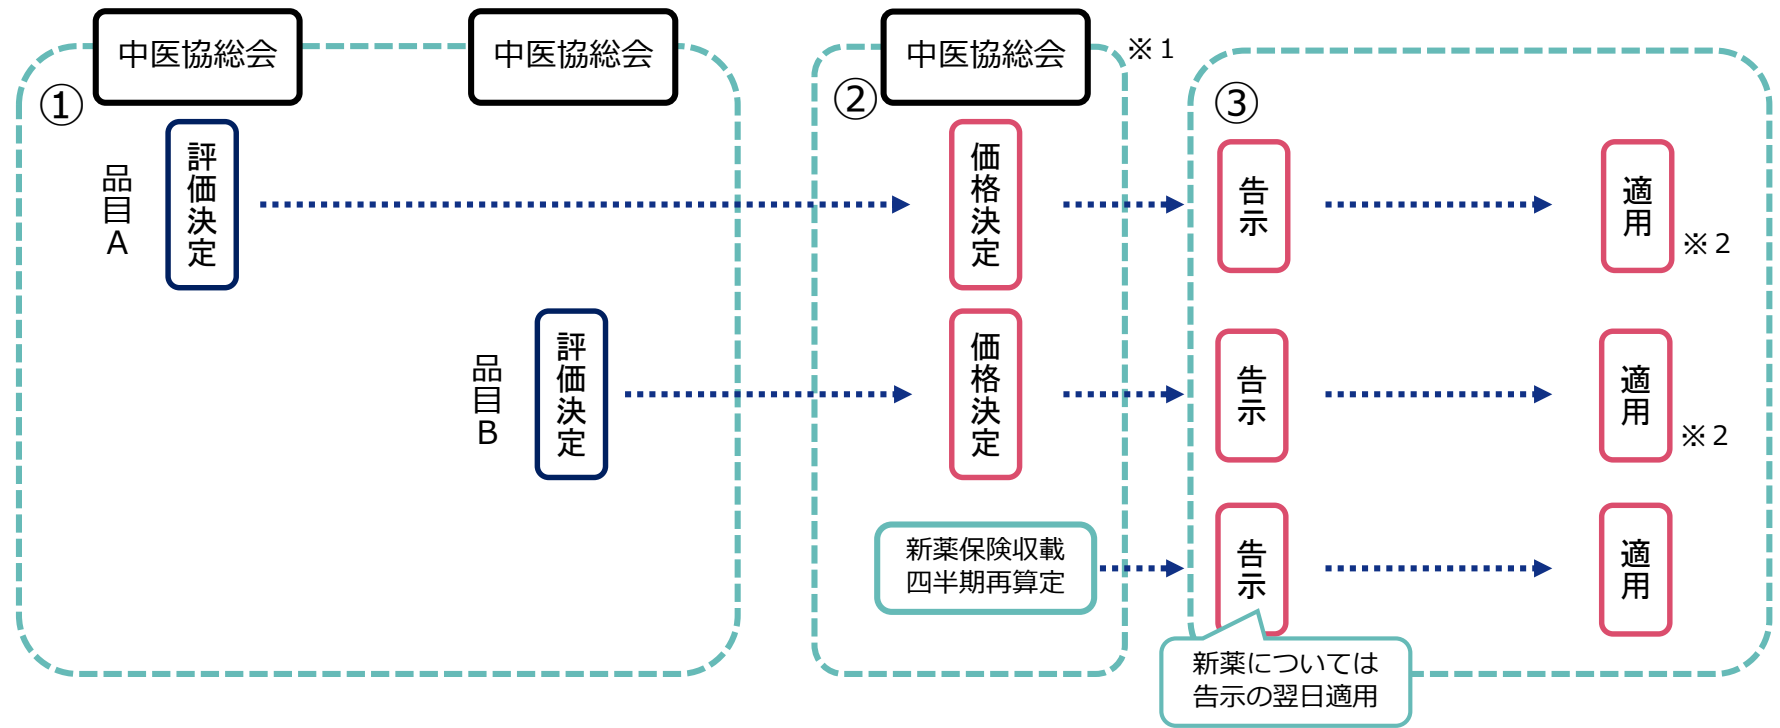 中医協総会
中医協総会
中医協総会
※1
①
②
③
品目A
評価決定
価格決定
告示
適用
※2
品目B
評価決定
価格決定
告示
適用
※2
新薬保険収載
四半期再算定
告示
適用
新薬については
告示の翌日適用